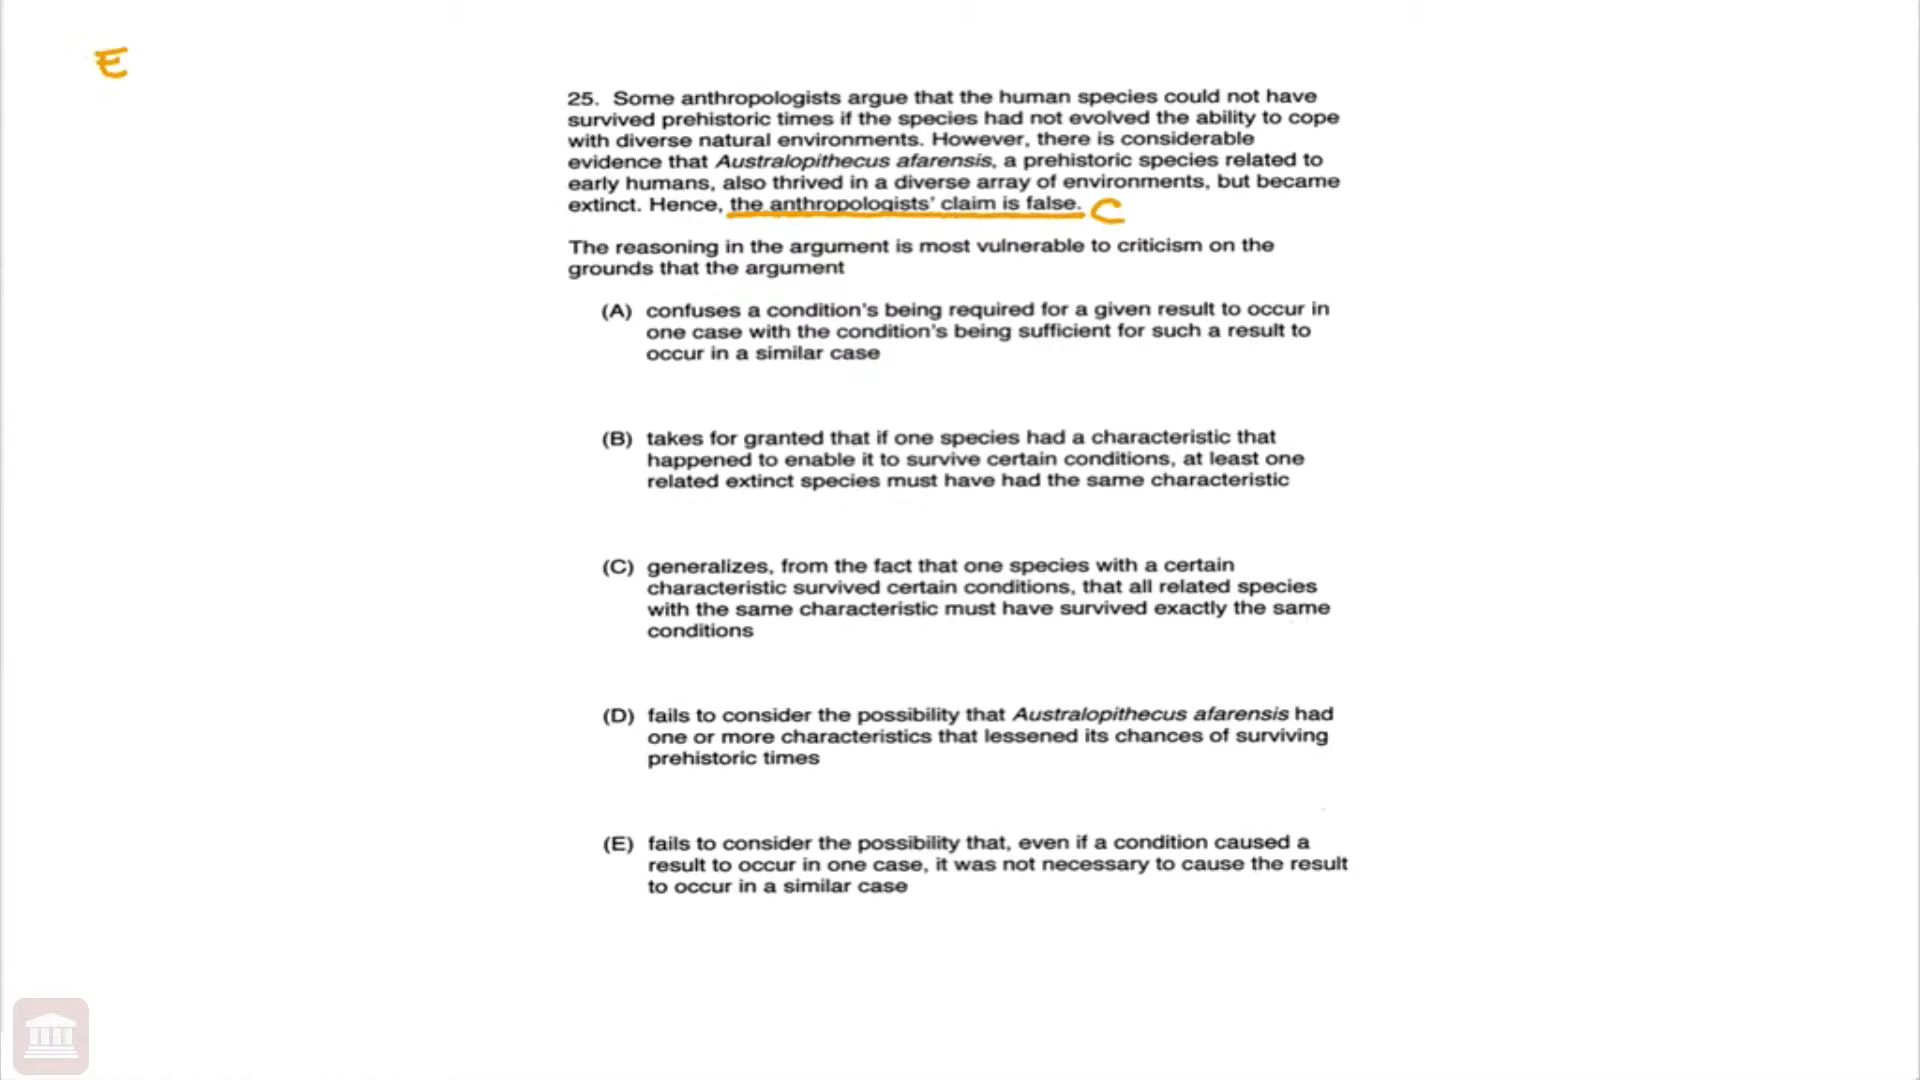 E
25. Some anthropologists argue that the human species could not have
survived prehistoric times if the species had not evolved the ability to cope
with diverse natural environments. However, there is considerable
evidence that Australopithecus afarensis, a prehistoric species related to
early humans, also thrived in a diverse array of environments, but became
extinct. Hence, the anthropologists' claim is false. C
The reasoning in the argument is most vulnerable to criticism on the
grounds that the argument
(A) confuses a condition's being required for a given result to occur in
one case with the condition's being sufficient for such a result to
occur in a similar case
(B) takes for granted that if one species had a characteristic that
happened to enable it to survive certain conditions, at least one
related extinct species must have had the same characteristic
(C) generalizes, from the fact that one species with a certain
characteristic survived certain conditions, that all related species
with the same characteristic must have survived exactly the same
conditions
(D) fails to consider the possibility that Australopithecus afarensis had
one or more characteristics that lessened its chances of surviving
prehistoric times
(E) fails to consider the possibility that, even if a condition caused a
result to occur in one case, it was not necessary to cause the result
to occur in a similar case